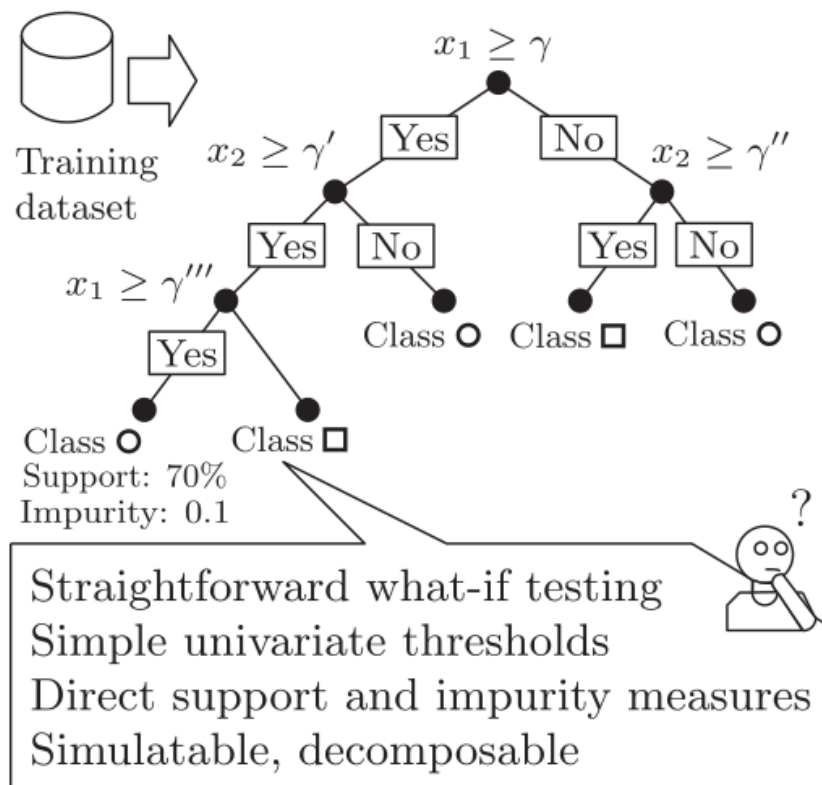 x₁ ≥ γ
Training
dataset
Yes
No
x₂ ≥ γ′
x₂ ≥ γ″
Yes
No
Yes
No
x₁ ≥ γ‴
Yes
Class ○
Class □
Class ○
Class ○
Class □
Support: 70%
Impurity: 0.1
?
Straightforward what-if testing
Simple univariate thresholds
Direct support and impurity measures
Simulatable, decomposable